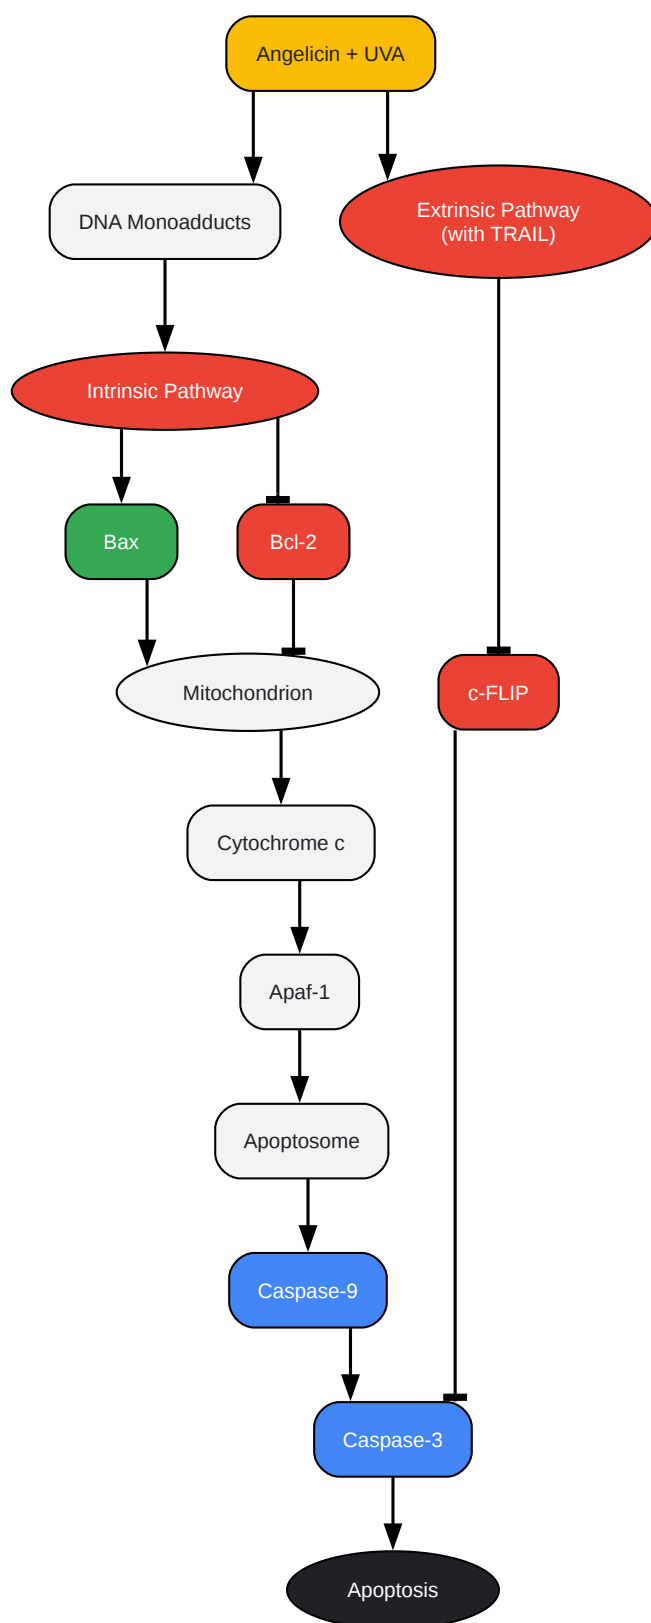 Angelicin + UVA
DNA Monoadducts
Extrinsic Pathway
(with TRAIL)
Intrinsic Pathway
Bax
Bcl-2
Mitochondrion
c-FLIP
Cytochrome c
Apaf-1
Apoptosome
Caspase-9
Caspase-3
Apoptosis